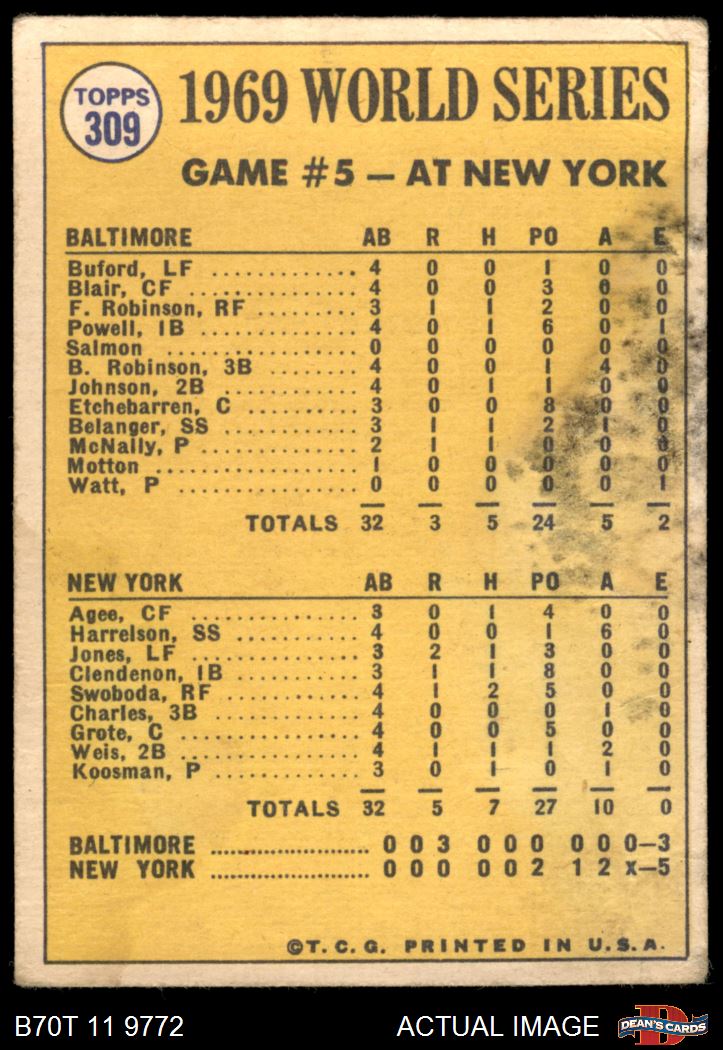 TOPPS
309
1969 WORLD SERIES
GAME #5 — AT NEW YORK
BALTIMORE AB R H PO A E
Buford, LF ............. 4 0 0 1 0 0
Blair, CF ............... 4 0 0 3 0 0
F. Robinson, RF ......... 3 1 1 2 0 0
Powell, 1B .............. 4 0 1 6 0 1
Salmon ................. 0 0 0 0 0 0
B. Robinson, 3B ........ 4 0 0 1 4 0
Johnson, 2B ............ 4 0 1 1 0 0
Etchebarren, C .......... 3 0 0 8 0 0
Belanger, SS ............ 3 1 1 2 1 0
McNally, P .............. 2 1 1 0 0 0
Motton .................. 1 0 0 0 0 0
Watt, P ................ 0 0 0 0 0 1
TOTALS 32 3 5 24 5 2
NEW YORK AB R H PO A E
Agee, CF ............... 3 0 1 4 0 0
Harrelson, SS ........... 4 0 0 1 6 0
Jones, LF ............... 3 2 1 3 0 0
Clendenon, 1B .......... 3 1 1 8 0 0
Swoboda, RF ............ 4 1 2 5 0 0
Charles, 3B ............. 4 0 0 0 1 0
Grote, C ................ 4 0 0 5 0 0
Weis, 2B ................ 4 1 1 1 2 0
Koosman, P ............. 3 0 1 0 1 0
TOTALS 32 5 7 27 10 0
BALTIMORE .................. 0 0 3 0 0 0 0 0 0—3
NEW YORK .................. 0 0 0 0 0 2 1 2 x—5
©T. C. G. PRINTED IN U.S.A.
B70T 11 9772 ACTUAL IMAGE DEAN'S CARDS